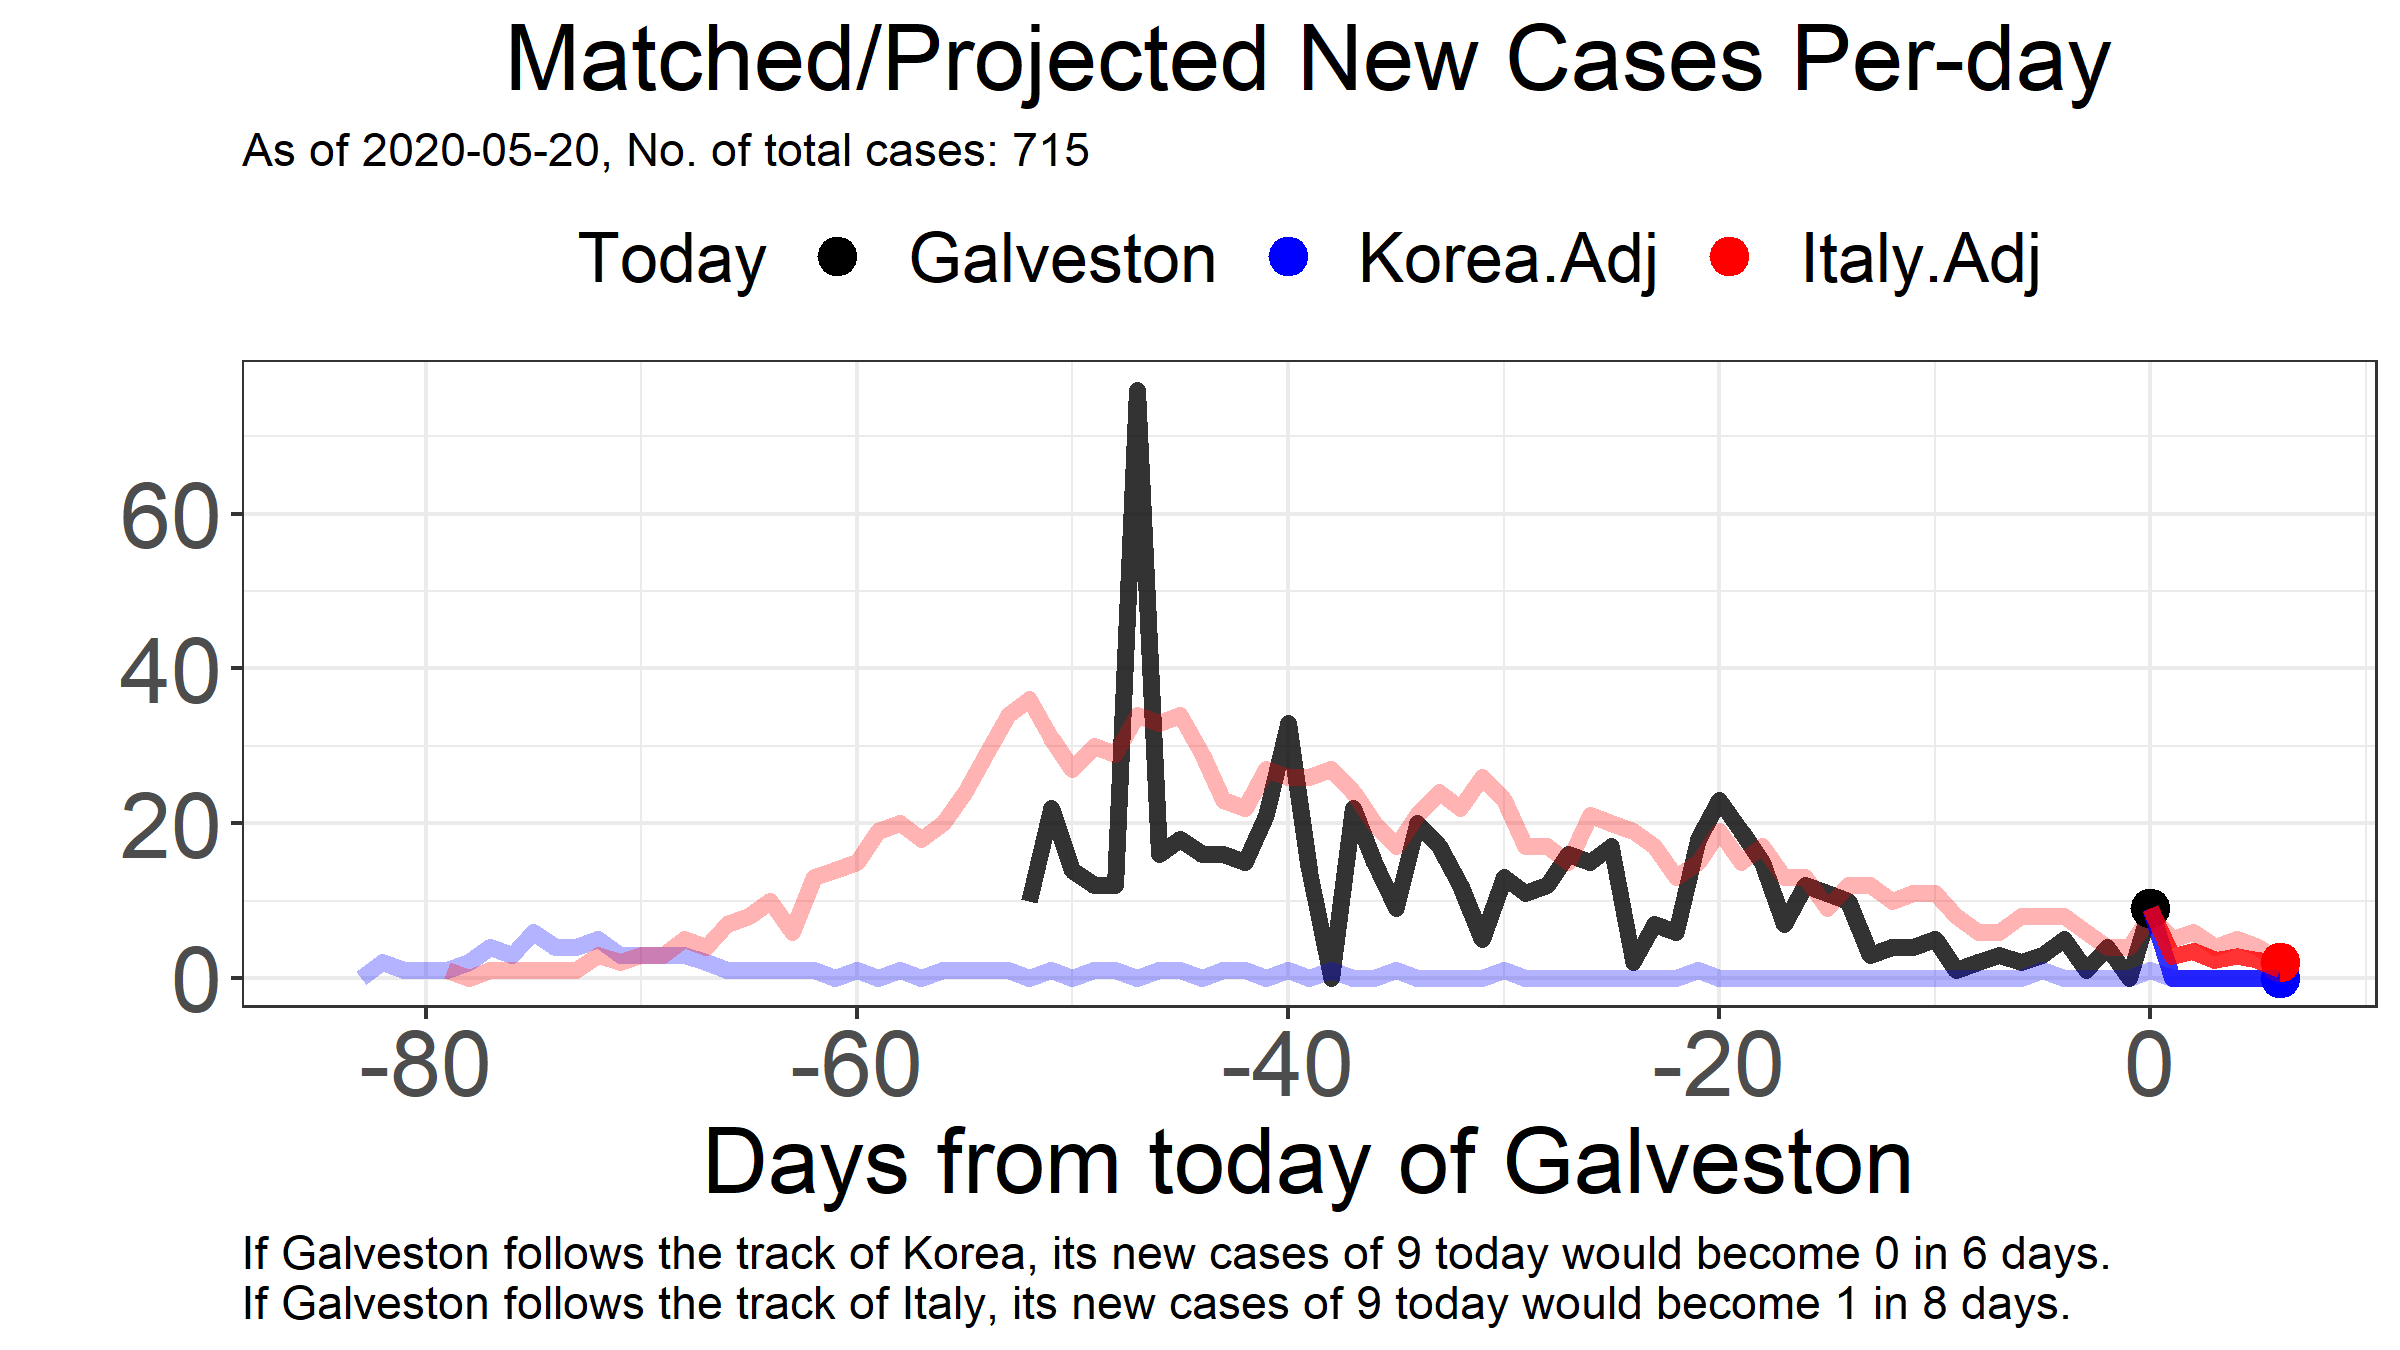 Matched/Projected New Cases Per-day
As of 2020-05-20, No. of total cases: 715
Today Galveston Korea.Adj Italy.Adj
60
40
20
0
-80 -60 -40 -20 0
Days from today of Galveston
If Galveston follows the track of Korea, its new cases of 9 today would become 0 in 6 days.
If Galveston follows the track of Italy, its new cases of 9 today would become 1 in 8 days.